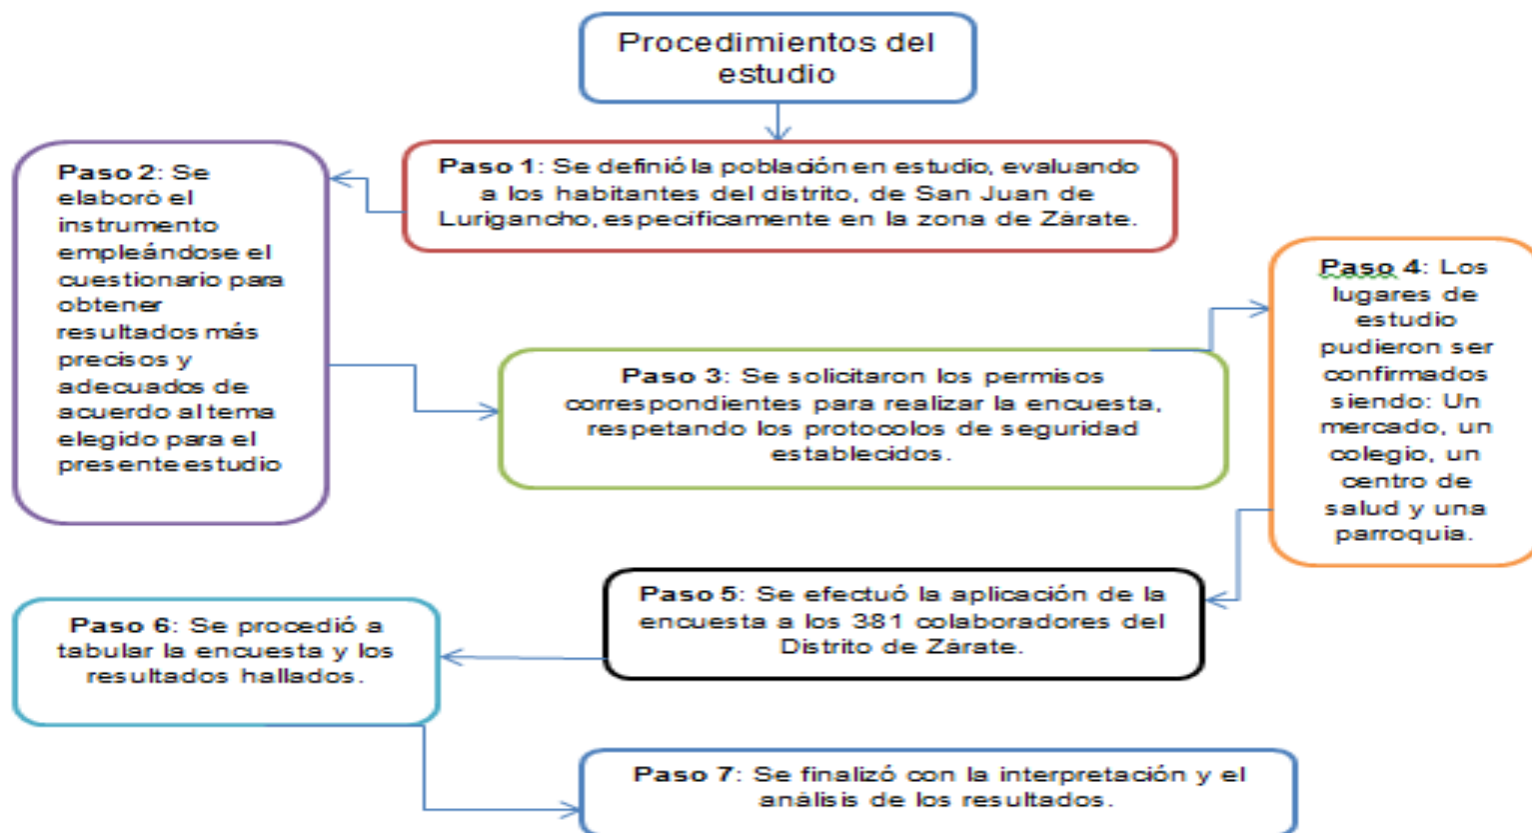 Procedimientos del
estudio
Paso 1: Se definió la población en estudio, evaluando
a los habitantes del distrito, de San Juan de
Lurigancho, específicamente en la zona de Zárate.
Paso 2: Se
elaboró el
instrumento
empleándose el
cuestionario para
obtener
resultados más
precisos y
adecuados de
acuerdo al tema
elegido para el
presente estudio
Paso 3: Se solicitaron los permisos
correspondientes para realizar la encuesta,
respetando los protocolos de seguridad
establecidos.
Paso 4: Los
lugares de
estudio
pudieron ser
confirmados
siendo: Un
mercado, un
colegio, un
centro de
salud y una
parroquia.
Paso 5: Se efectuó la aplicación de la
encuesta a los 381 colaboradores del
Distrito de Zárate.
Paso 6: Se procedió a
tabular la encuesta y los
resultados hallados.
Paso 7: Se finalizó con la interpretación y el
análisis de los resultados.